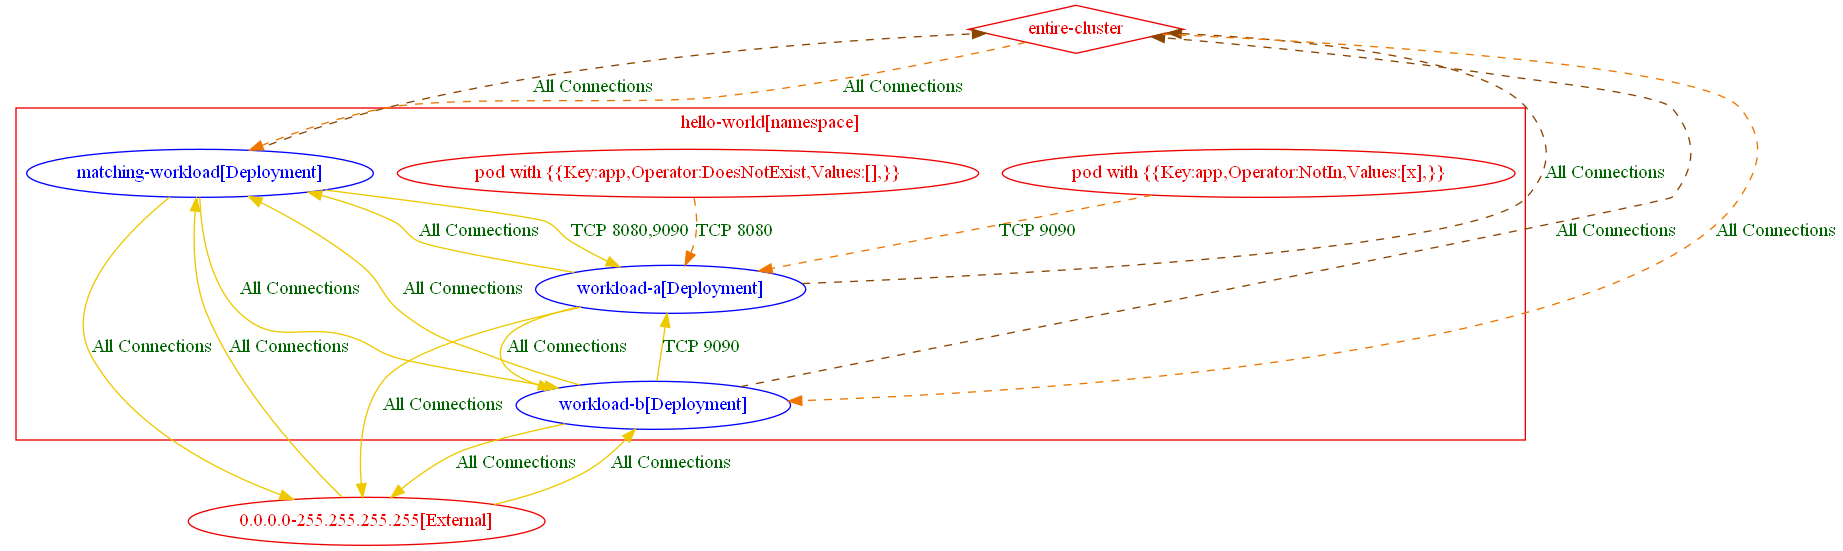 entire-cluster
All Connections
All Connections
hello-world[namespace]
matching-workload[Deployment]
pod with {{Key:app,Operator:DoesNotExist,Values:[],}}
pod with {{Key:app,Operator:NotIn,Values:[x],}}
All Connections
All Connections
TCP 8080,9090
TCP 8080
TCP 9090
All Connections
All Connections
All Connections
All Connections
workload-a[Deployment]
All Connections
All Connections
All Connections
TCP 9090
All Connections
workload-b[Deployment]
All Connections
All Connections
0.0.0.0-255.255.255.255[External]